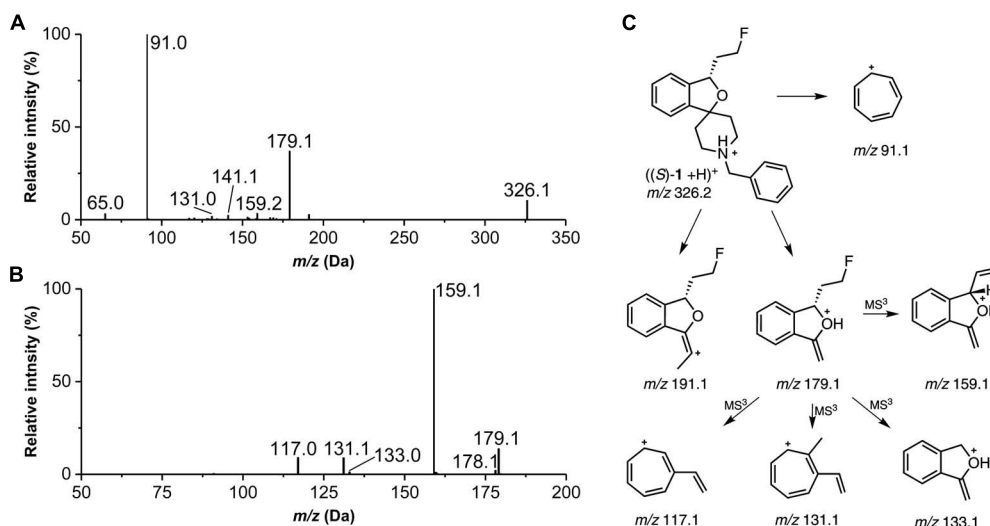 A
Relative intnsity (%)
100
50
0
91.0
179.1
141.1
131.0
159.2
65.0
326.1
50 100 150 200 250 300 350
m/z (Da)
B
Relative intnsity (%)
100
50
0
159.1
117.0
131.1
133.0
179.1
178.1
50 75 100 125 150 175 200
m/z (Da)
C
F
O
H
N
+
((S)-1 +H)⁺
m/z 326.2
+
m/z 91.1
F
O
+
m/z 191.1
F
+
OH
m/z 179.1
MS³
H
+
m/z 159.1
MS³
MS³
MS³
+
m/z 117.1
+
m/z 131.1
+
OH
m/z 133.1